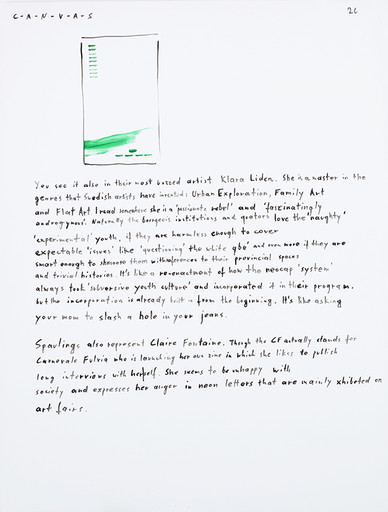 C-A-N-V-A-S
26
You see it also in their most buzzed artist Klara Liden. She is a master in the
genres that Swedish artists have invented: Urban Exploration, Family Art
and Flat Art. I read somewhere she is a 'passionate rebel' and 'fascinatingly
androgynous'. Naturally the bourgeois institutions and quators love the 'naughty'
'experimental' youth, if they are harmless enough to cover
expectable 'issues' like 'questioning' the white qbe' and even more if they are
smart enough to them with references to their provincial spaces
and trivial histories. It's like a re-enactment of how the neocap 'system'
always took 'subversive youth culture' and incorporated it in their program.
but the incorporation is already built in from the beginning. It's like asking
your mom to slash a hole in your jeans.
Spaulings also represent Claire Fontaine. Though the CF actually stands for
Carnevale Fulvia who is launching her own zine in which she likes to publish
long interviews with herself. She seems to be unhappy with
society and expresses her anger in neon letters that are mainly xhibited on
art fairs.